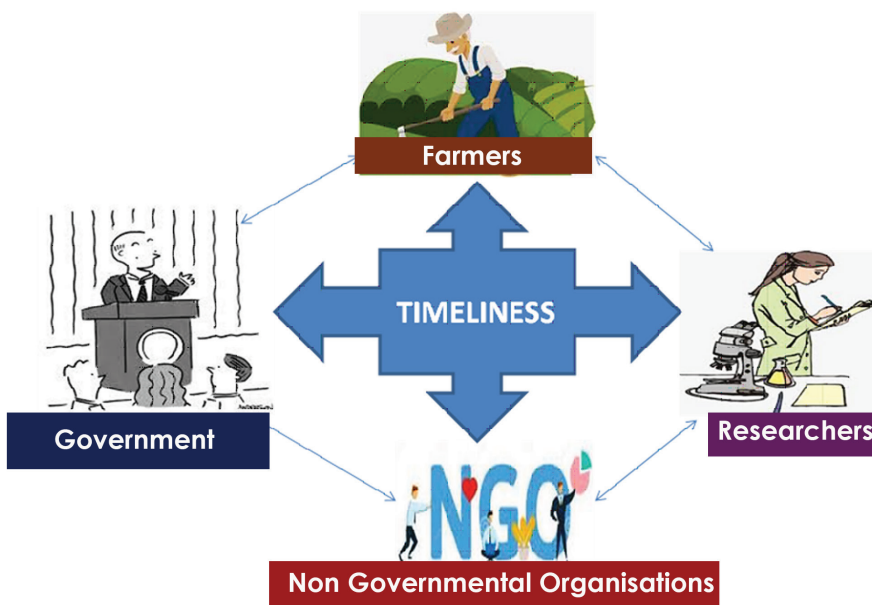 Farmers
TIMELINESS
Government
Researchers
NGO
Non Governmental Organisations